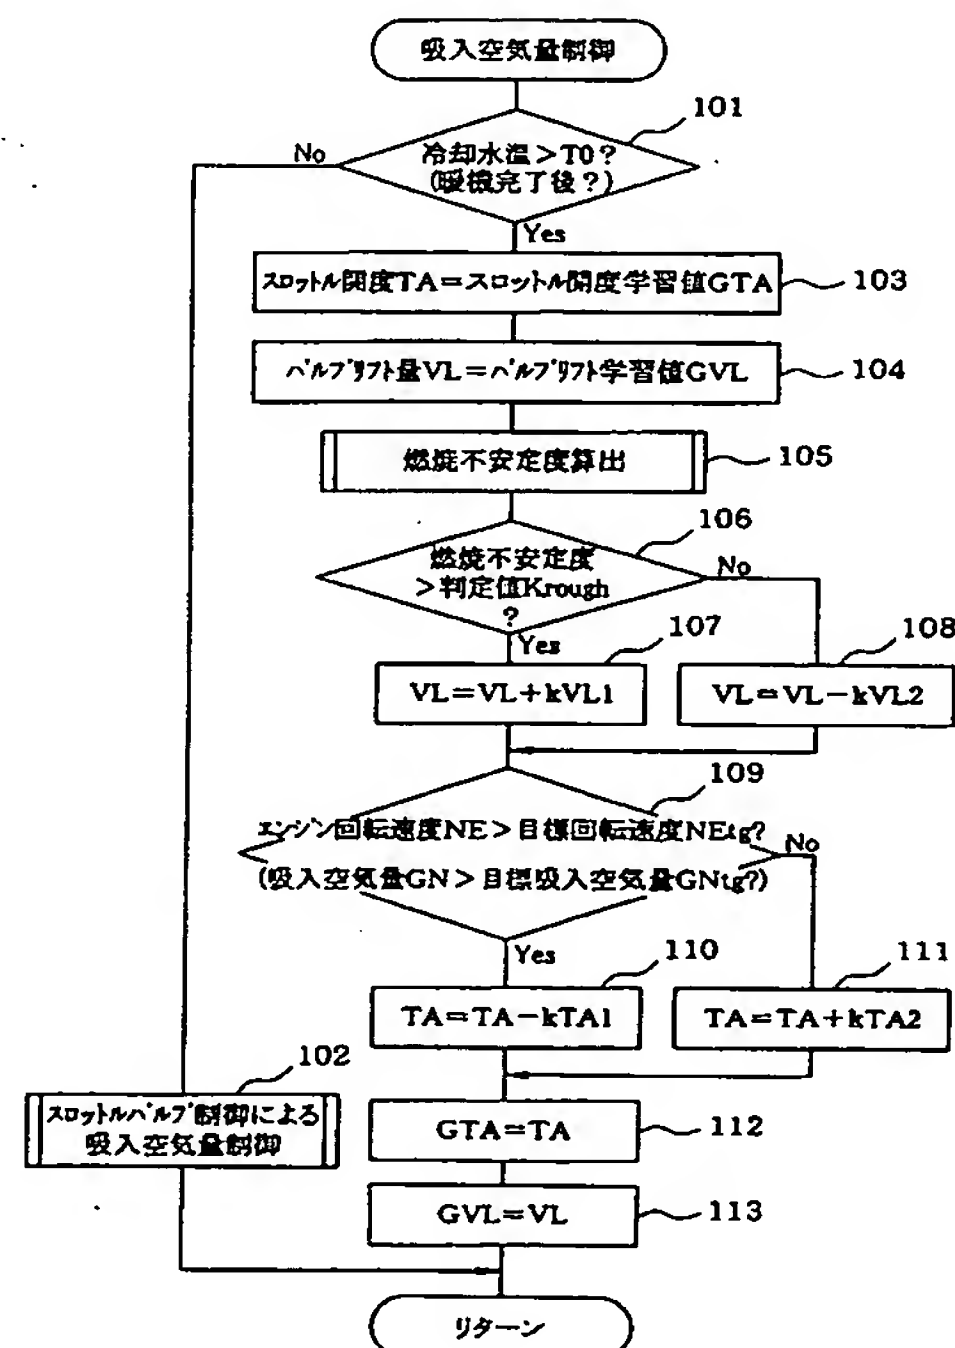 吸入空気量制御
101
No
冷却水温＞T0？
(暖機完了後？)
Yes
スロットル開度TA＝スロットル開度学習値GTA
103
バルブリフト量VL＝バルブリフト学習値GVL
104
燃焼不安定度算出
105
106
燃焼不安定度
＞判定値Krough
？
No
Yes
107
108
VL＝VL＋kVL1
VL＝VL－kVL2
109
エンジン回転速度NE＞目標回転速度NEtg？
(吸入空気量GN＞目標吸入空気量GNtg？)
No
Yes
110
111
TA＝TA－kTA1
TA＝TA＋kTA2
102
スロットルバルブ制御による
吸入空気量制御
GTA＝TA
112
GVL＝VL
113
リターン